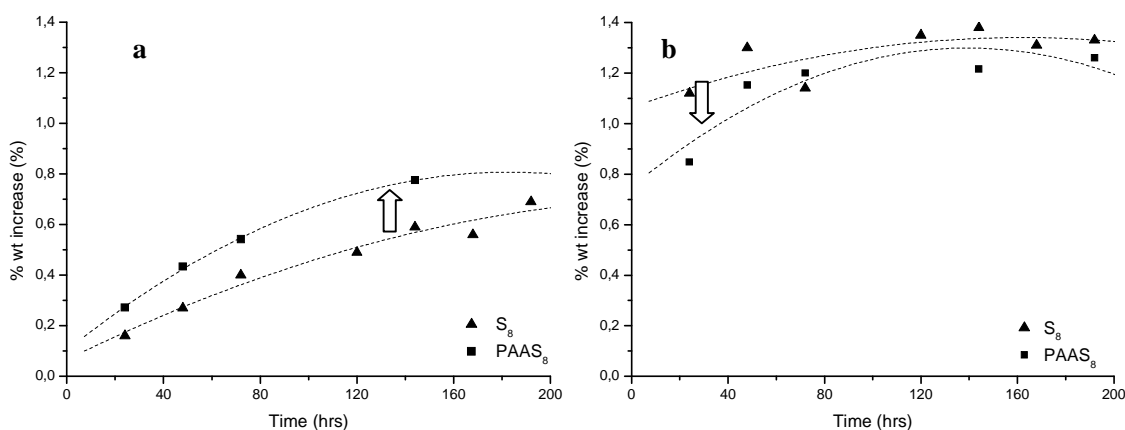 a
1,4
1,2
1,0
0,8
0,6
0,4
0,2
0,0
% wt increase (%)
0 40 80 120 160 200
Time (hrs)
S₈
PAAS₈
b
1,4
1,2
1,0
0,8
0,6
0,4
0,2
0,0
% wt increase (%)
0 40 80 120 160 200
Time (hrs)
S₈
PAAS₈